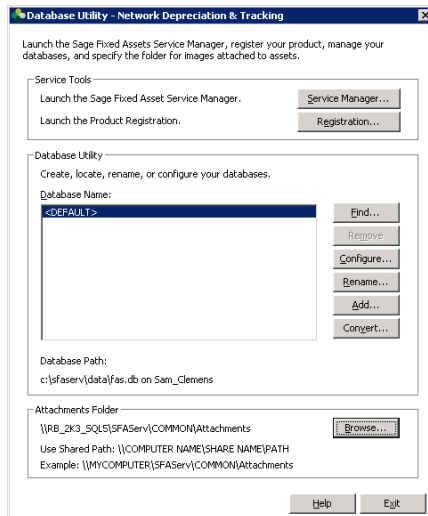 Database Utility - Network Depreciation & Tracking
Launch the Sage Fixed Assets Service Manager, register your product, manage your
databases, and specify the folder for images attached to assets.
Service Tools
Launch the Sage Fixed Asset Service Manager. Service Manager...
Launch the Product Registration. Registration...
Database Utility
Create, locate, rename, or configure your databases.
Database Name:
<DEFAULT>
Find...
Remove
Configure...
Rename...
Add...
Convert...
Database Path:
c:\sfaserv\data\fas.db on Sam_Clemens
Attachments Folder
\\RB_2K3_SQL5\SFAServ\COMMON\Attachments Browse...
Use Shared Path: \\COMPUTER NAME\SHARE NAME\PATH
Example: \\MYCOMPUTER\SFAServ\COMMON\Attachments
Help Exit